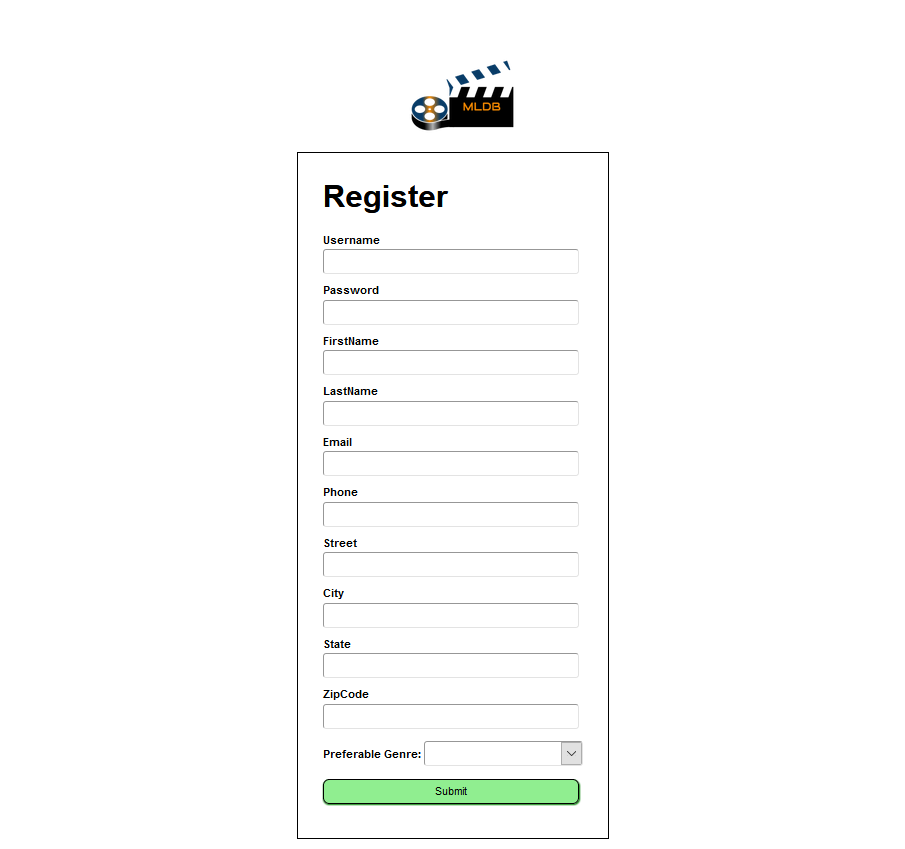 MLDB
Register
Username
Password
FirstName
LastName
Email
Phone
Street
City
State
ZipCode
Preferable Genre:
Submit